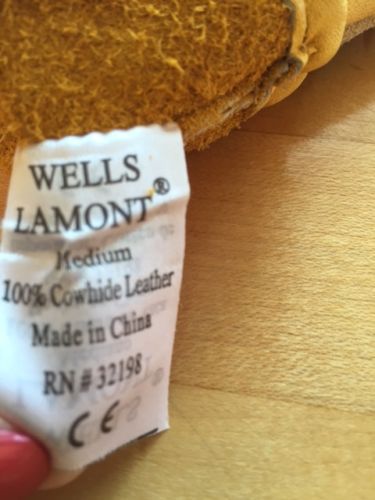 WELLS
LAMONT®
Medium
100% Cowhide Leather
Made in China
RN # 32198
CE